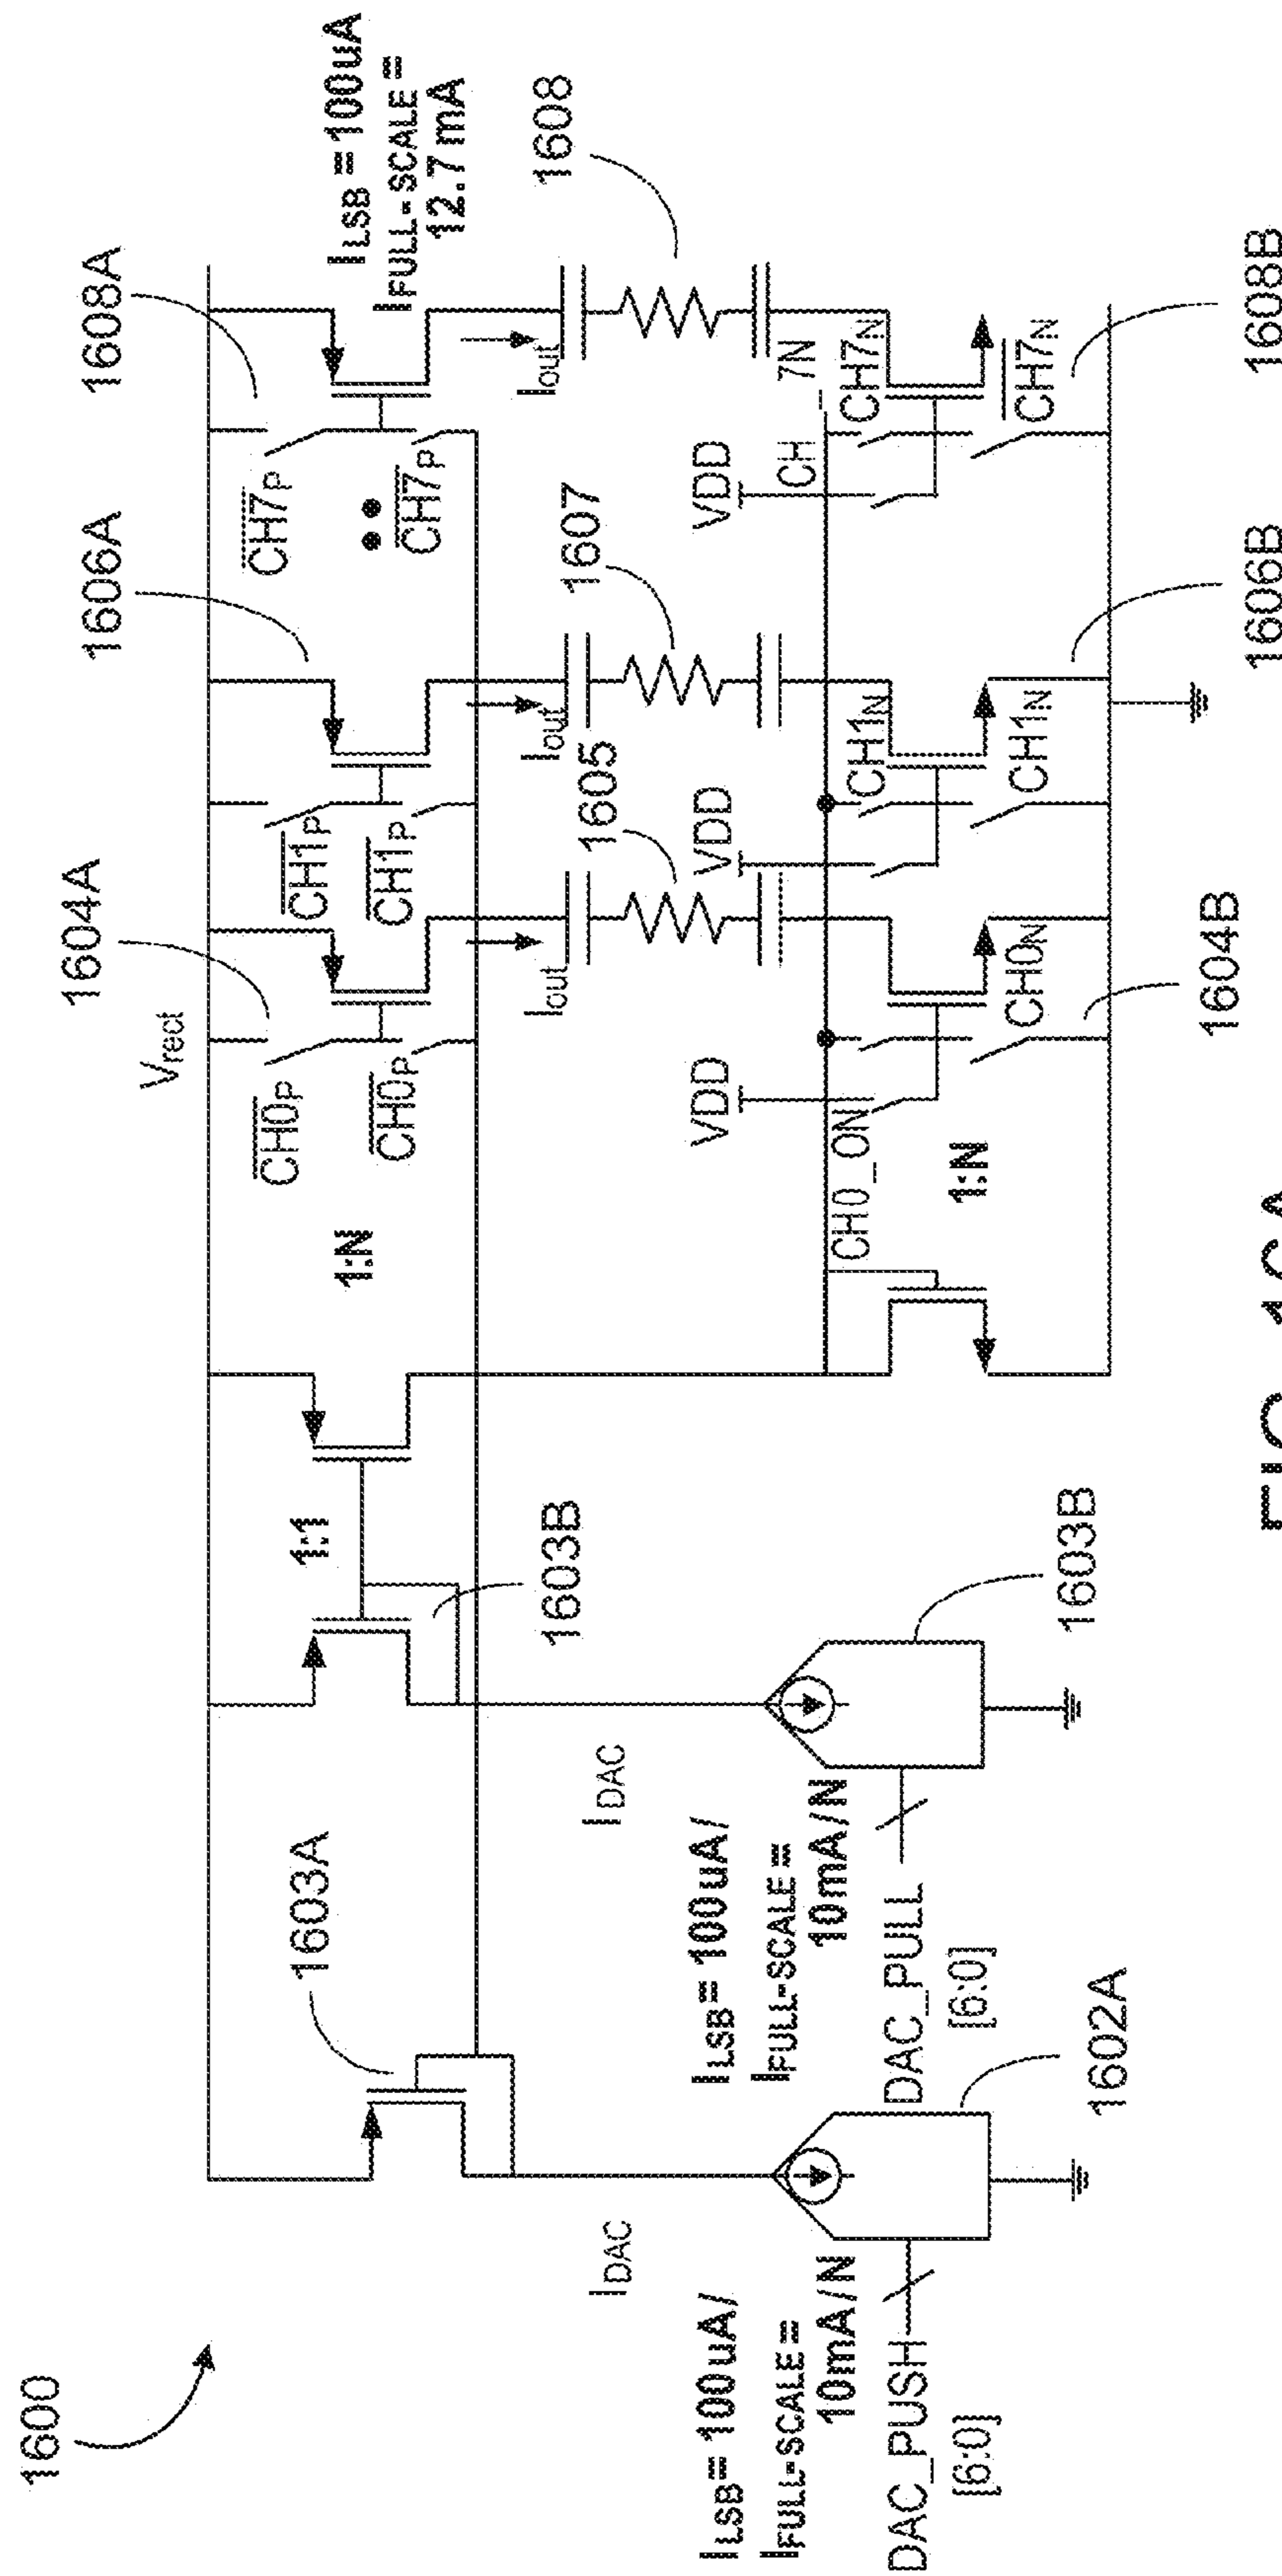 1600
1604A
1606A
1608A
Vrect
ILSB = 100uA
IFULL-SCALE =
12.7 mA
CH0P
CH1P
CH7P
1603A
1:1
1:N
CH0P
CH1P
CH7P
1603B
Iout
Iout
Iout
1608
1605
1607
IDAC
IDAC
VDD
VDD
VDD
CH_7N
ILSB = 100uA/
IFULL-SCALE =
10mA/N
ILSB = 100uA/
IFULL-SCALE =
10mA/N
CH0_ON
CH1N
CH7N
1:N
CH0N
CH1N
CH7N
DAC_PUSH
[6:0]
1602A
DAC_PULL
[6:0]
1603B
1604B
1606B
1608B